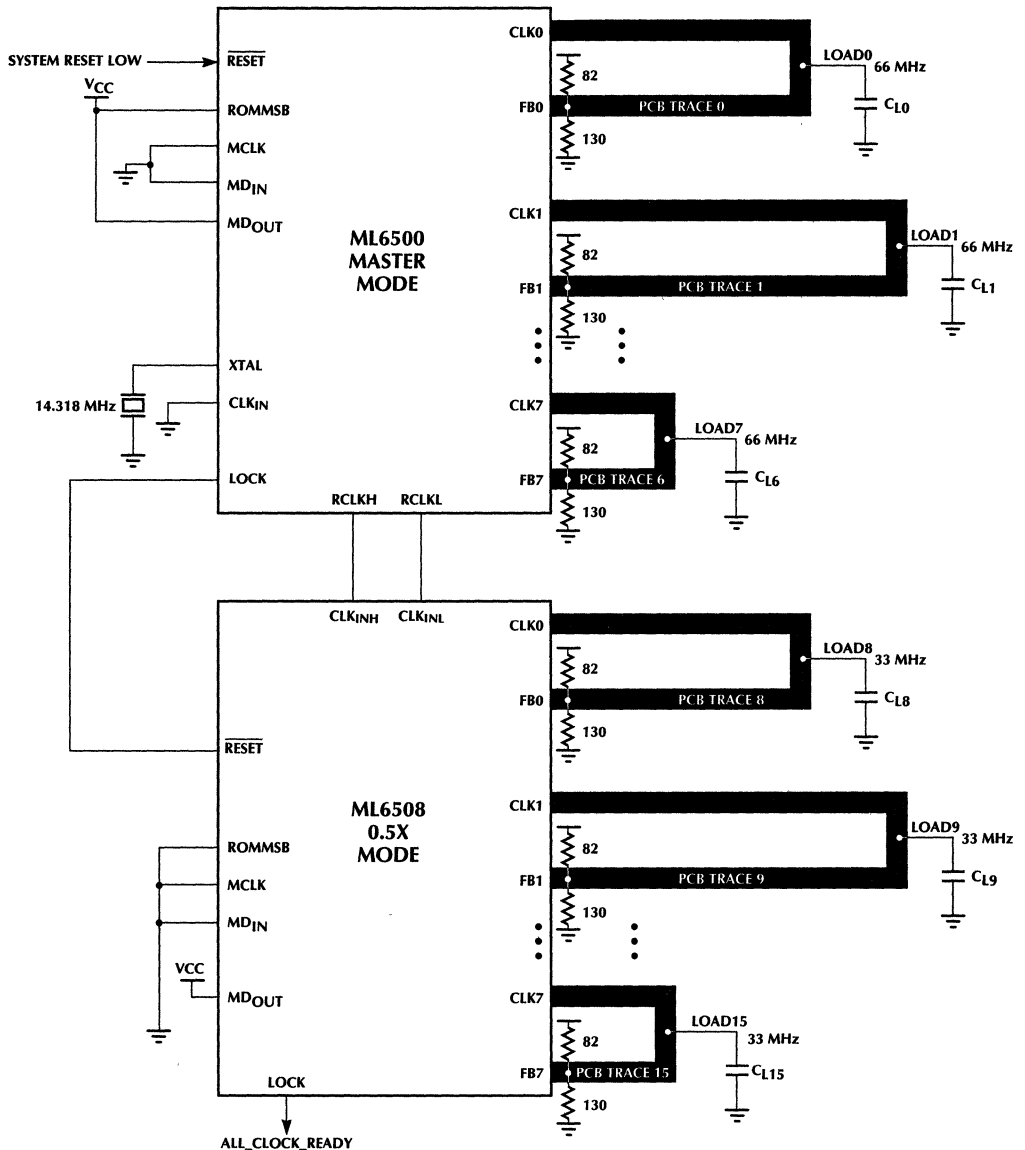 SYSTEM RESET LOW
RESET
VCC
ROMMSB
MCLK
MDIN
MDOUT
XTAL
14.318 MHz
CLKIN
LOCK
ML6500
MASTER
MODE
RCLKH
RCLKL
CLK0
82
FB0
PCB TRACE 0
130
LOAD0
66 MHz
CL0
CLK1
82
FB1
PCB TRACE 1
130
LOAD1
66 MHz
CL1
CLK7
82
FB7
PCB TRACE 6
130
LOAD7
66 MHz
CL6
CLKINH
CLKINL
RESET
ROMMSB
MCLK
MDIN
VCC
MDOUT
ML6508
0.5X
MODE
LOCK
ALL_CLOCK_READY
CLK0
82
FB0
PCB TRACE 8
130
LOAD8
33 MHz
CL8
CLK1
82
FB1
PCB TRACE 9
130
LOAD9
33 MHz
CL9
CLK7
82
FB7
PCB TRACE 15
130
LOAD15
33 MHz
CL15